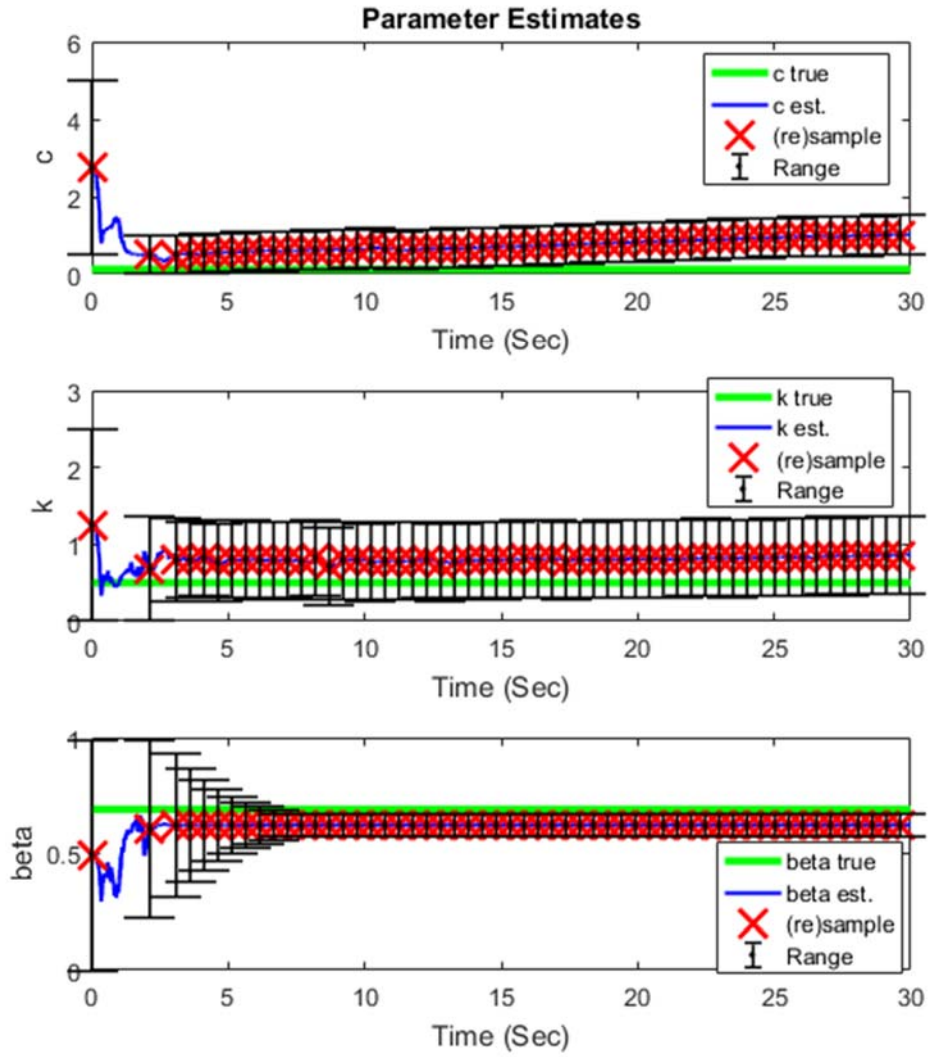 Parameter Estimates
6
4
2
0
c
c true
c est.
(re)sample
Range
0 5 10 15 20 25 30
Time (Sec)
3
2
1
0
k
k true
k est.
(re)sample
Range
0 5 10 15 20 25 30
Time (Sec)
1
0.5
0
beta
beta true
beta est.
(re)sample
Range
0 5 10 15 20 25 30
Time (Sec)